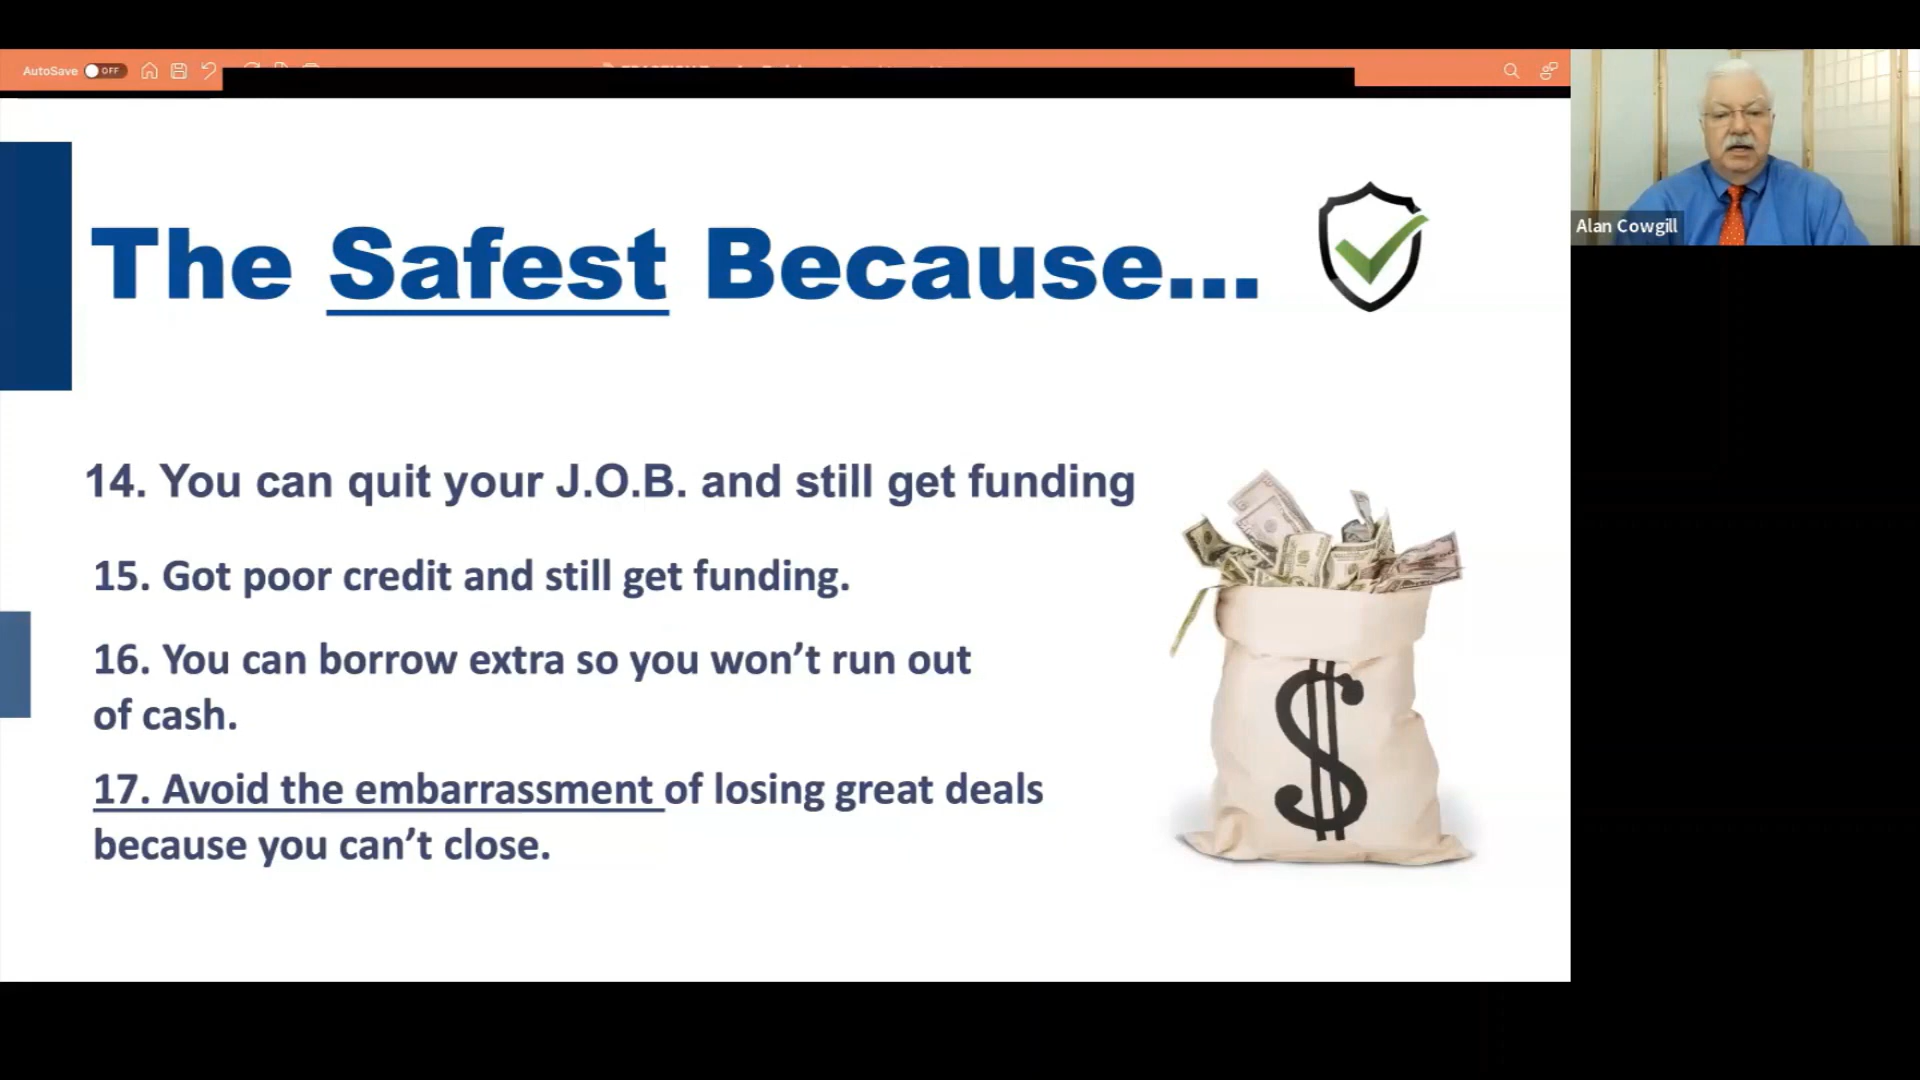 AutoSave OFF
The Safest Because...
Alan Cowgill
14. You can quit your J.O.B. and still get funding
15. Got poor credit and still get funding.
16. You can borrow extra so you won’t run out
of cash.
17. Avoid the embarrassment of losing great deals
because you can’t close.
$